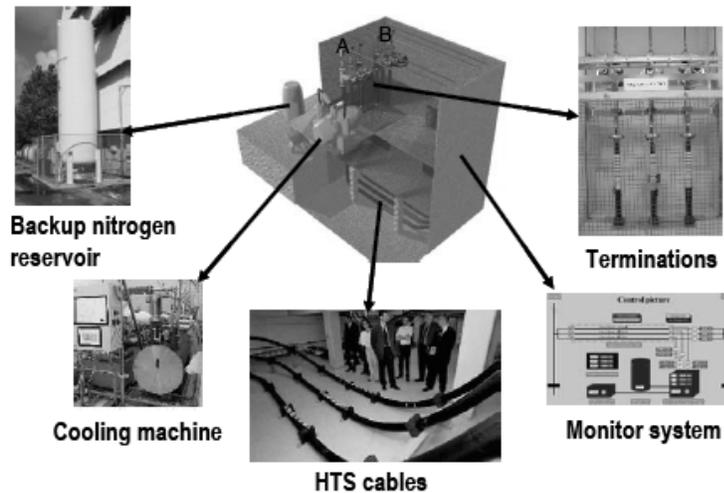 A
B
Backup nitrogen
reservoir
Terminations
Control picture
Cooling machine
HTS cables
Monitor system